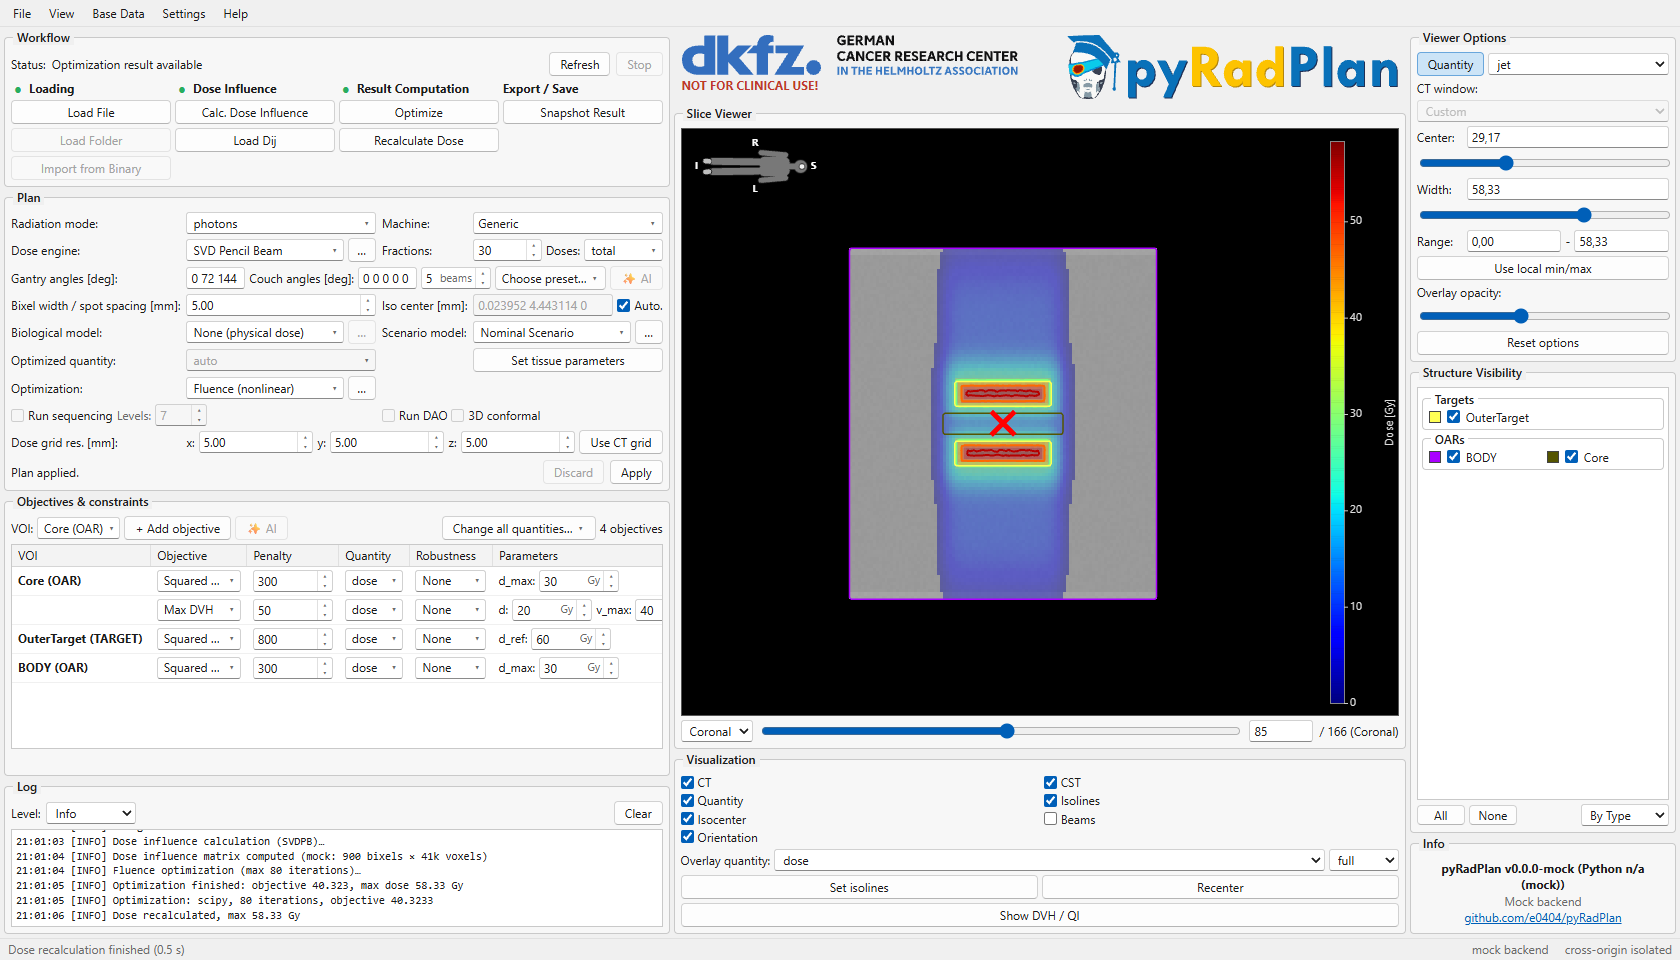 File View Base Data Settings Help
Workflow
Status: Optimization result available Refresh Stop
Loading Dose Influence Result Computation Export / Save
Load File Calc. Dose Influence Optimize Snapshot Result
Load Folder Load Dij Recalculate Dose
Import from Binary
Plan
Radiation mode: photons Machine: Generic
Dose engine: SVD Pencil Beam ... Fractions: 30 Doses: total
Gantry angles [deg]: 0 72 144 Couch angles [deg]: 0 0 0 0 0 5 beams Choose preset... ✨ AI
Bixel width / spot spacing [mm]: 5.00 Iso center [mm]: 0.023952 4.443114 0 Auto.
Biological model: None (physical dose) ... Scenario model: Nominal Scenario ...
Optimized quantity: auto Set tissue parameters
Optimization: Fluence (nonlinear) ...
Run sequencing Levels: 7 Run DAO 3D conformal
Dose grid res. [mm]: x: 5.00 y: 5.00 z: 5.00 Use CT grid
Plan applied. Discard Apply
Objectives & constraints
VOI: Core (OAR) + Add objective ✨ AI Change all quantities... 4 objectives
VOI Objective Penalty Quantity Robustness Parameters
Core (OAR) Squared ... 300 dose None d_max: 30 Gy
Max DVH 50 dose None d: 20 Gy v_max: 40
OuterTarget (TARGET) Squared ... 800 dose None d_ref: 60 Gy
BODY (OAR) Squared ... 300 dose None d_max: 30 Gy
Log
Level: Info Clear
21:01:03 [INFO] Dose influence calculation (SVDPB)…
21:01:04 [INFO] Dose influence matrix computed (mock: 900 bixels × 41k voxels)
21:01:04 [INFO] Fluence optimization (max 80 iterations)…
21:01:05 [INFO] Optimization finished: objective 40.323, max dose 58.33 Gy
21:01:05 [INFO] Optimization: scipy, 80 iterations, objective 40.3233
21:01:06 [INFO] Dose recalculated, max 58.33 Gy
Dose recalculation finished (0.5 s)
dkfz.
NOT FOR CLINICAL USE!
GERMAN
CANCER RESEARCH CENTER
IN THE HELMHOLTZ ASSOCIATION
pyRadPlan
Slice Viewer
R
I S
L
50
40
30
20
10
0
Dose [Gy]
Coronal 85 / 166 (Coronal)
Visualization
CT CST
Quantity Isolines
Isocenter Beams
Orientation
Overlay quantity: dose full
Set isolines Recenter
Show DVH / QI
Viewer Options
Quantity jet
CT window:
Custom
Center: 29,17
Width: 58,33
Range: 0,00 - 58,33
Use local min/max
Overlay opacity:
Reset options
Structure Visibility
Targets
OuterTarget
OARs
BODY Core
All None By Type
Info
pyRadPlan v0.0.0-mock (Python n/a
(mock))
Mock backend
github.com/e0404/pyRadPlan
mock backend cross-origin isolated